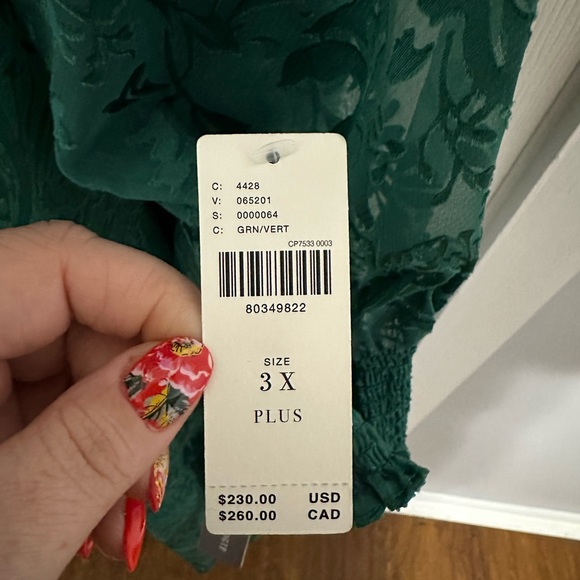 C: 4428
V: 065201
S: 0000064
C: GRN/VERT
CP7533 0003
80349822
SIZE
3 X
PLUS
$230.00 USD
$260.00 CAD